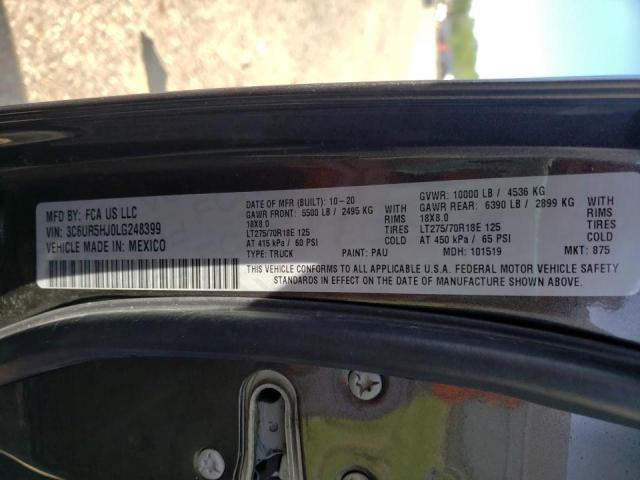 MFD BY: FCA US LLC
VIN: 3C6UR5HJ0LG248399
VEHICLE MADE IN: MEXICO
DATE OF MFR (BUILT): 10-20
GAWR FRONT: 5500 LB / 2495 KG
18X8.0 RIMS
LT275/70R18E 125 TIRES
AT 415 kPa / 60 PSI COLD
TYPE: TRUCK PAINT: PAU
GVWR: 10000 LB / 4536 KG
GAWR REAR: 6390 LB / 2899 KG
18X8.0 RIMS
LT275/70R18E 125 TIRES
AT 450 kPa / 65 PSI COLD
MDH: 101519 MKT: 875
THIS VEHICLE CONFORMS TO ALL APPLICABLE U.S.A. FEDERAL MOTOR VEHICLE SAFETY
STANDARDS IN EFFECT ON THE DATE OF MANUFACTURE SHOWN ABOVE.